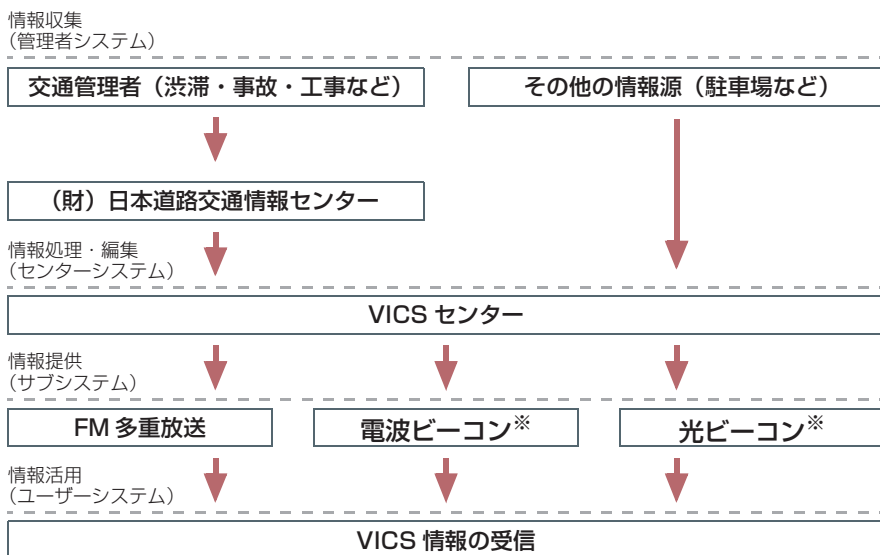 情報収集
（管理者システム）
交通管理者（渋滞・事故・工事など）
その他の情報源（駐車場など）
（財）日本道路交通情報センター
情報処理・編集
（センターシステム）
VICS センター
情報提供
（サブシステム）
FM 多重放送
電波ビーコン※
光ビーコン※
情報活用
（ユーザーシステム）
VICS 情報の受信